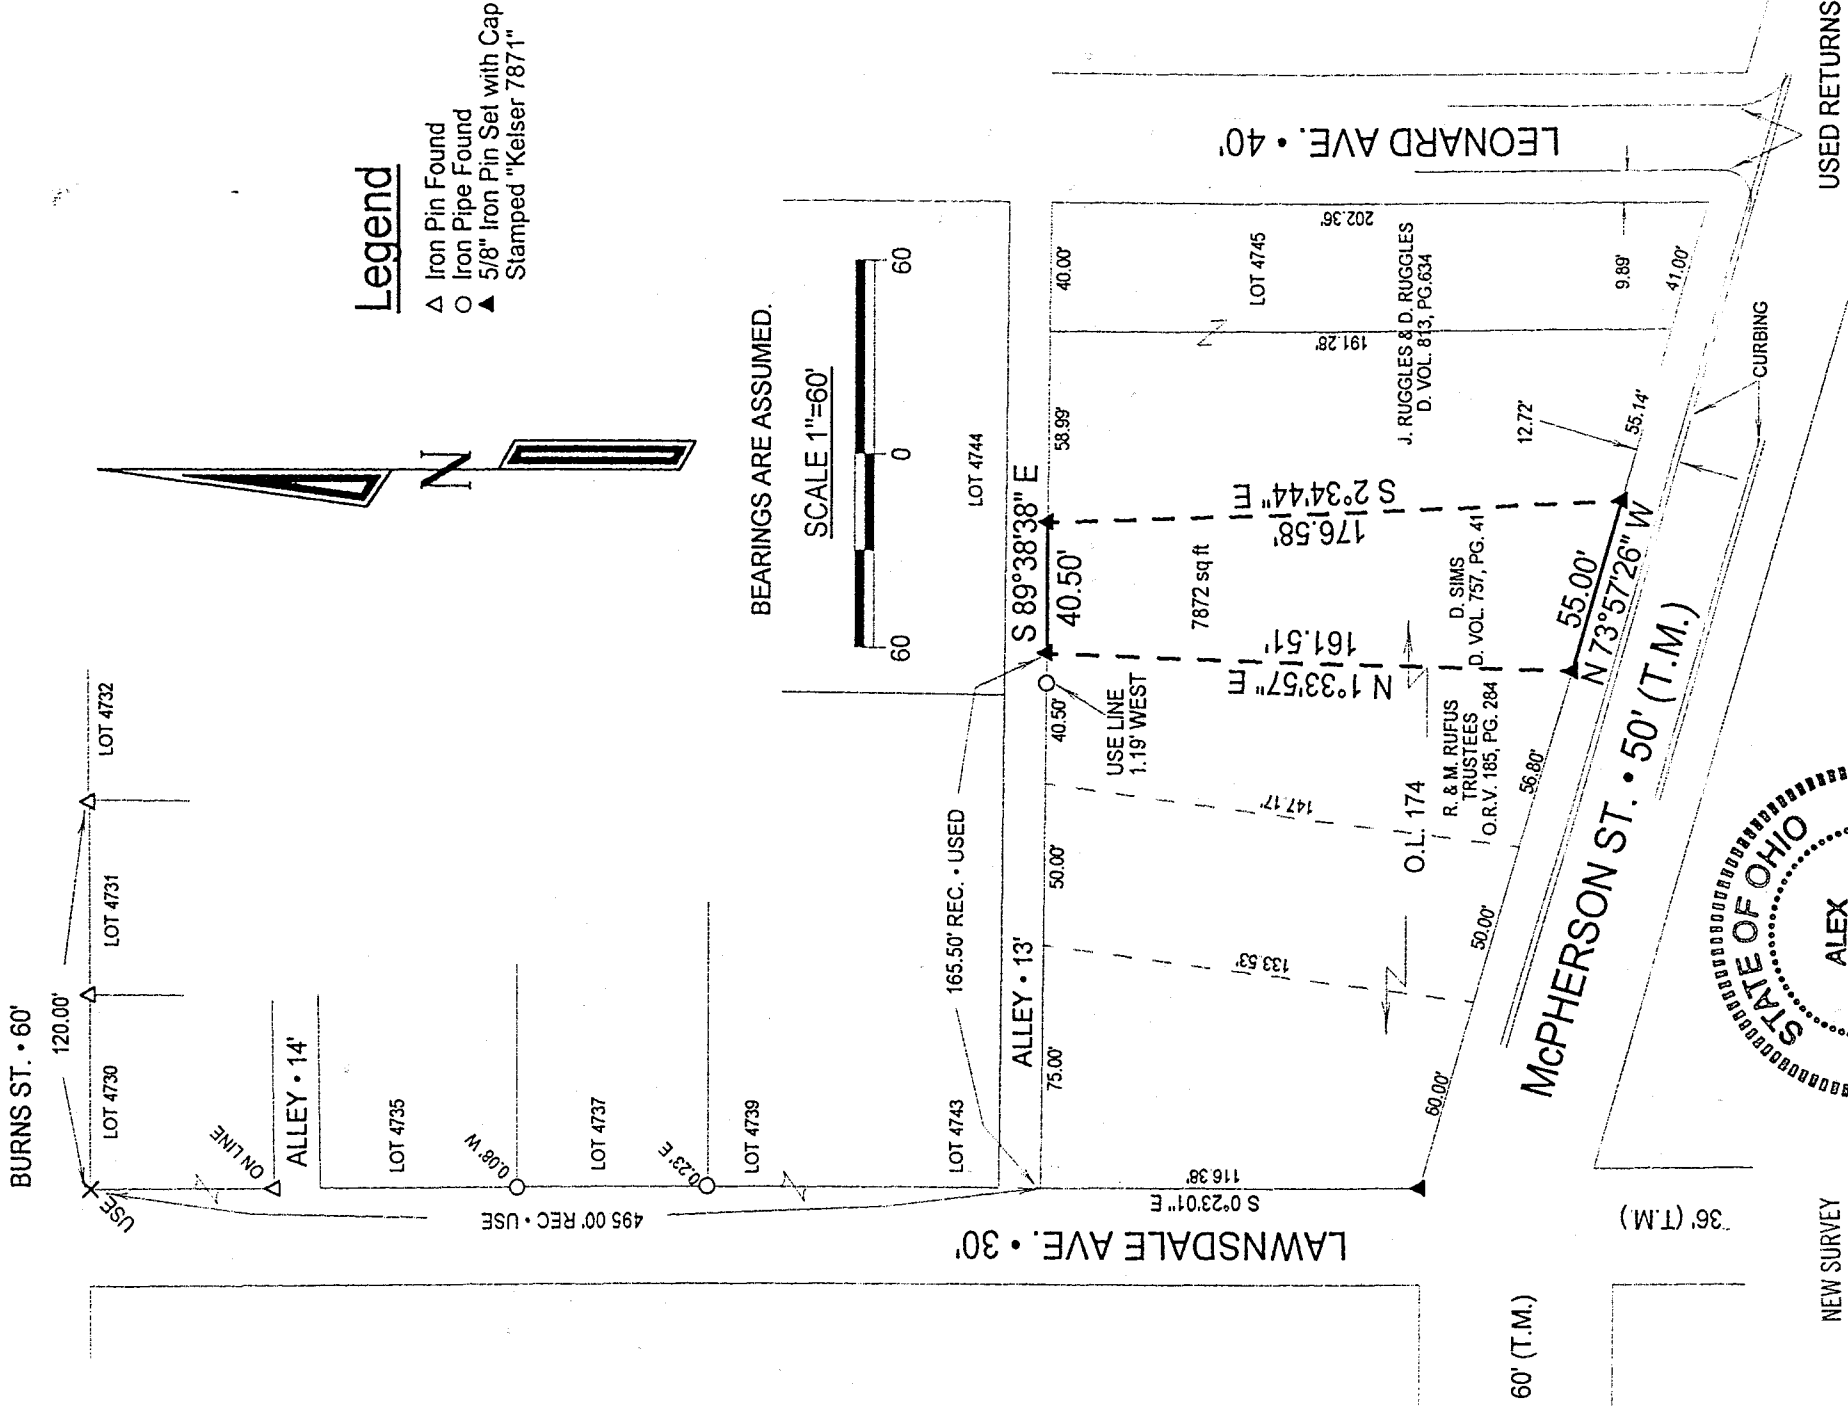 BURNS ST. • 60'
120.00'
LOT 4730
LOT 4731
LOT 4732
USE
ON LINE
ALLEY • 14'
LOT 4735
0.08' W
LOT 4737
0.23' E
LOT 4739
LOT 4743
495.00' REC • USE
LAWNSDALE AVE. • 30'
Legend
Iron Pin Found
Iron Pipe Found
5/8" Iron Pin Set with Cap
Stamped "Kelser 7871"
N
BEARINGS ARE ASSUMED.
SCALE 1"=60'
60
0
60
LOT 4744
165.50' REC. • USED
ALLEY • 13'
75.00'
50.00'
40.50'
S 89°38'38" E
40.50'
58.99'
40.00'
USE LINE
1.19' WEST
S 0°23'01" E
116.38'
133.53'
147.17'
N 1°33'57" E
161.51'
7872 sq ft
S 2°34'44" E
176.58'
191.28'
202.36'
LOT 4745
J. RUGGLES & D. RUGGLES
D. VOL. 813, PG.634
D. SIMS
D. VOL. 757, PG. 41
R. & M. RUFUS
TRUSTEES
O.R.V. 185, PG. 284
O.L. 174
60.00'
50.00'
56.80'
55.00'
N 73°57'26" W
55.14'
41.00'
12.72'
9.89'
CURBING
LEONARD AVE. • 40'
McPHERSON ST. • 50' (T.M.)
USED RETURNS
36' (T.M.)
60' (T.M.)
NEW SURVEY
STATE OF OHIO
ALEX